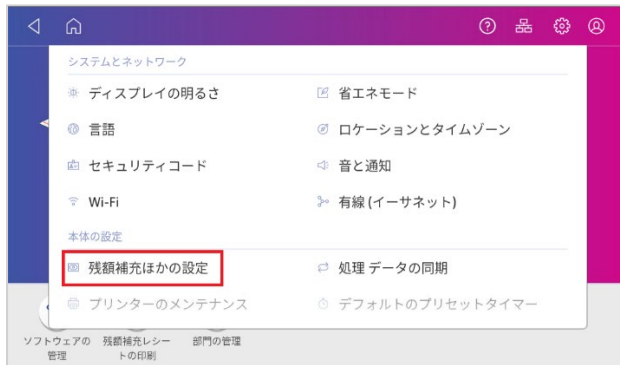 システムとネットワーク
ディスプレイの明るさ
省エネモード
言語
ロケーションとタイムゾーン
セキュリティコード
音と通知
Wi-Fi
有線 (イーサネット)
本体の設定
残額補充ほかの設定
処理 データの同期
プリンターのメンテナンス
デフォルトのプリセットタイマー
ソフトウェアの
管理
残額補充レシー
トの印刷
部門の管理